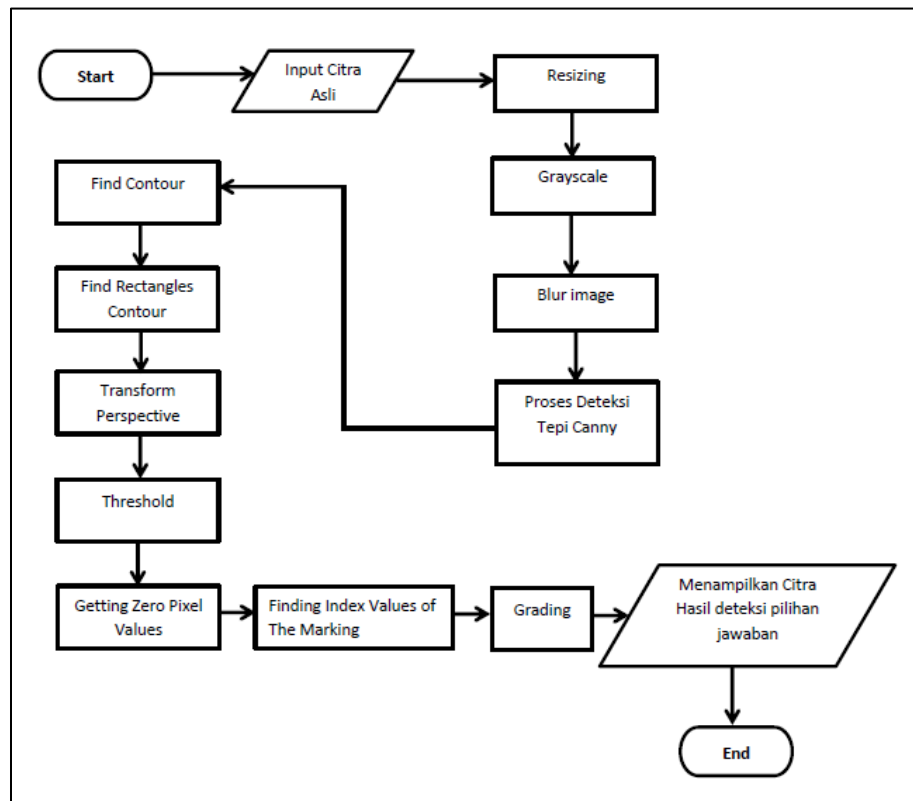 Start
Input Citra
Asli
Resizing
Grayscale
Blur image
Proses Deteksi
Tepi Canny
Find Contour
Find Rectangles
Contour
Transform
Perspective
Threshold
Getting Zero Pixel
Values
Finding Index Values of
The Marking
Grading
Menampilkan Citra
Hasil deteksi pilihan
jawaban
End